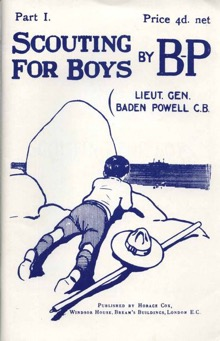 Part I.
Price 4d. net
SCOUTING
FOR BOYS
BY BP
LIEUT. GEN.
BADEN POWELL C.B.
PUBLISHED BY HORACE COX,
WINDSOR HOUSE, BREAM'S BUILDINGS, LONDON E.C.